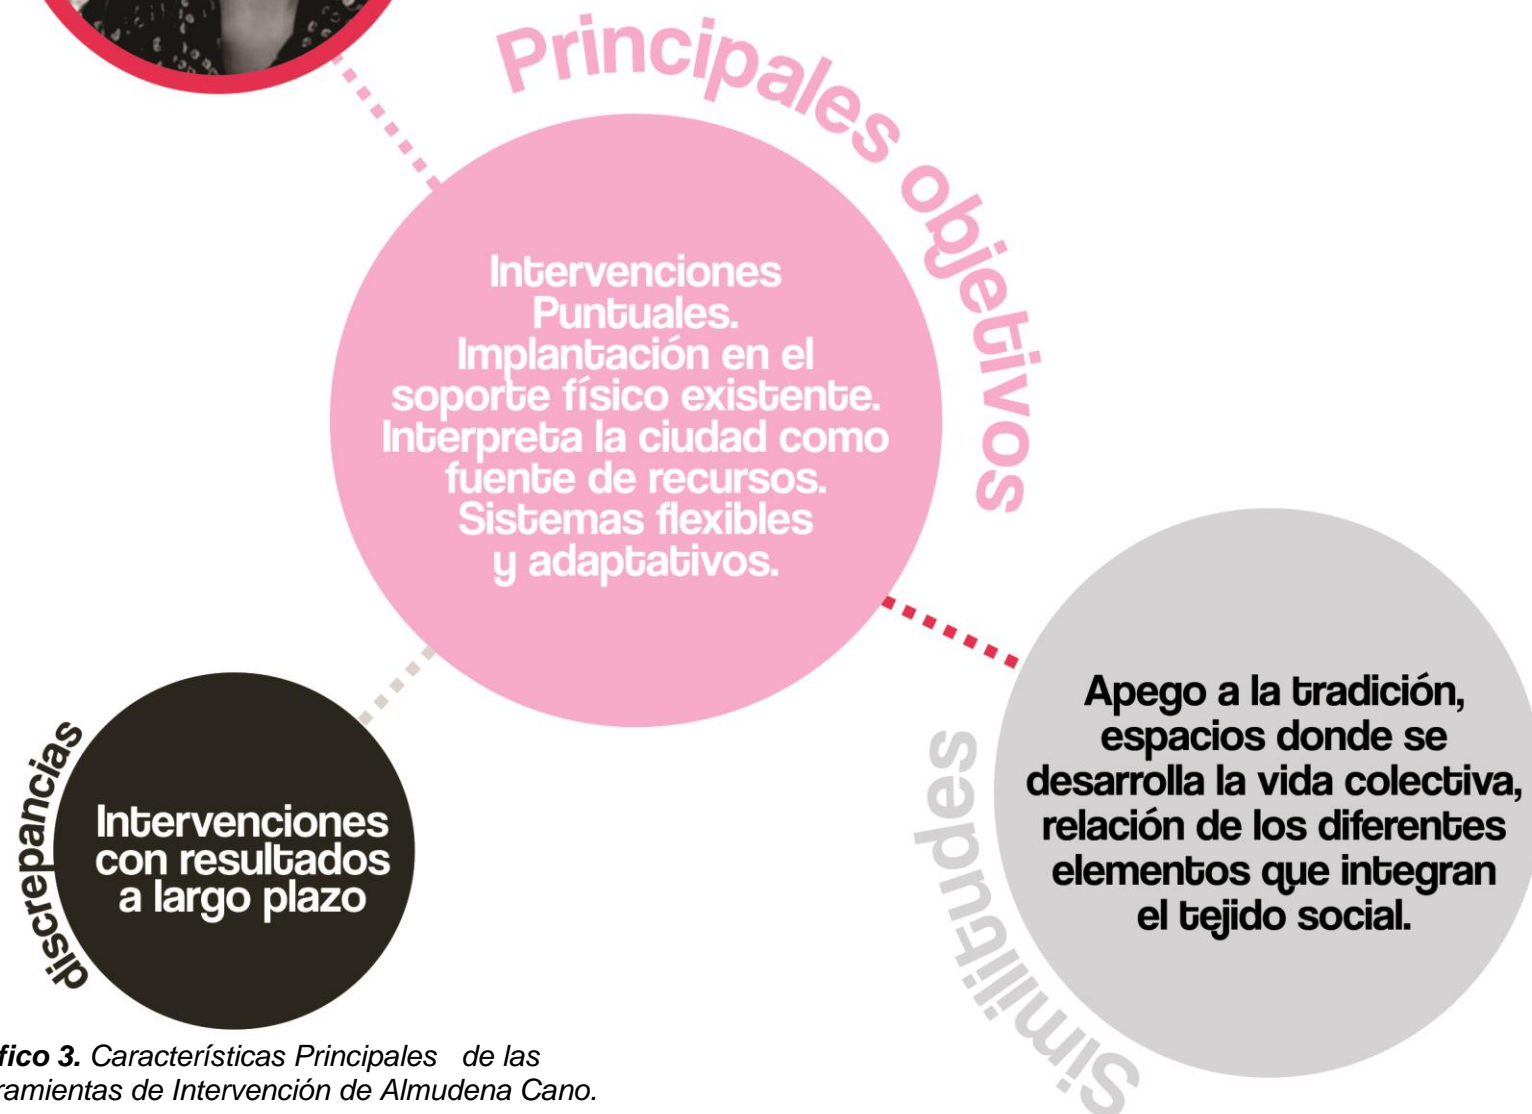 Principales objetivos
Intervenciones
Puntuales.
Implantación en el
soporte físico existente.
Interpreta la ciudad como
fuente de recursos.
Sistemas flexibles
y adaptativos.
Apego a la tradición,
espacios donde se
desarrolla la vida colectiva,
relación de los diferentes
elementos que integran
el tejido social.
similitudes
discrepancias
Intervenciones
con resultados
a largo plazo
fico 3. Características Principales de las
ramientas de Intervención de Almudena Cano.